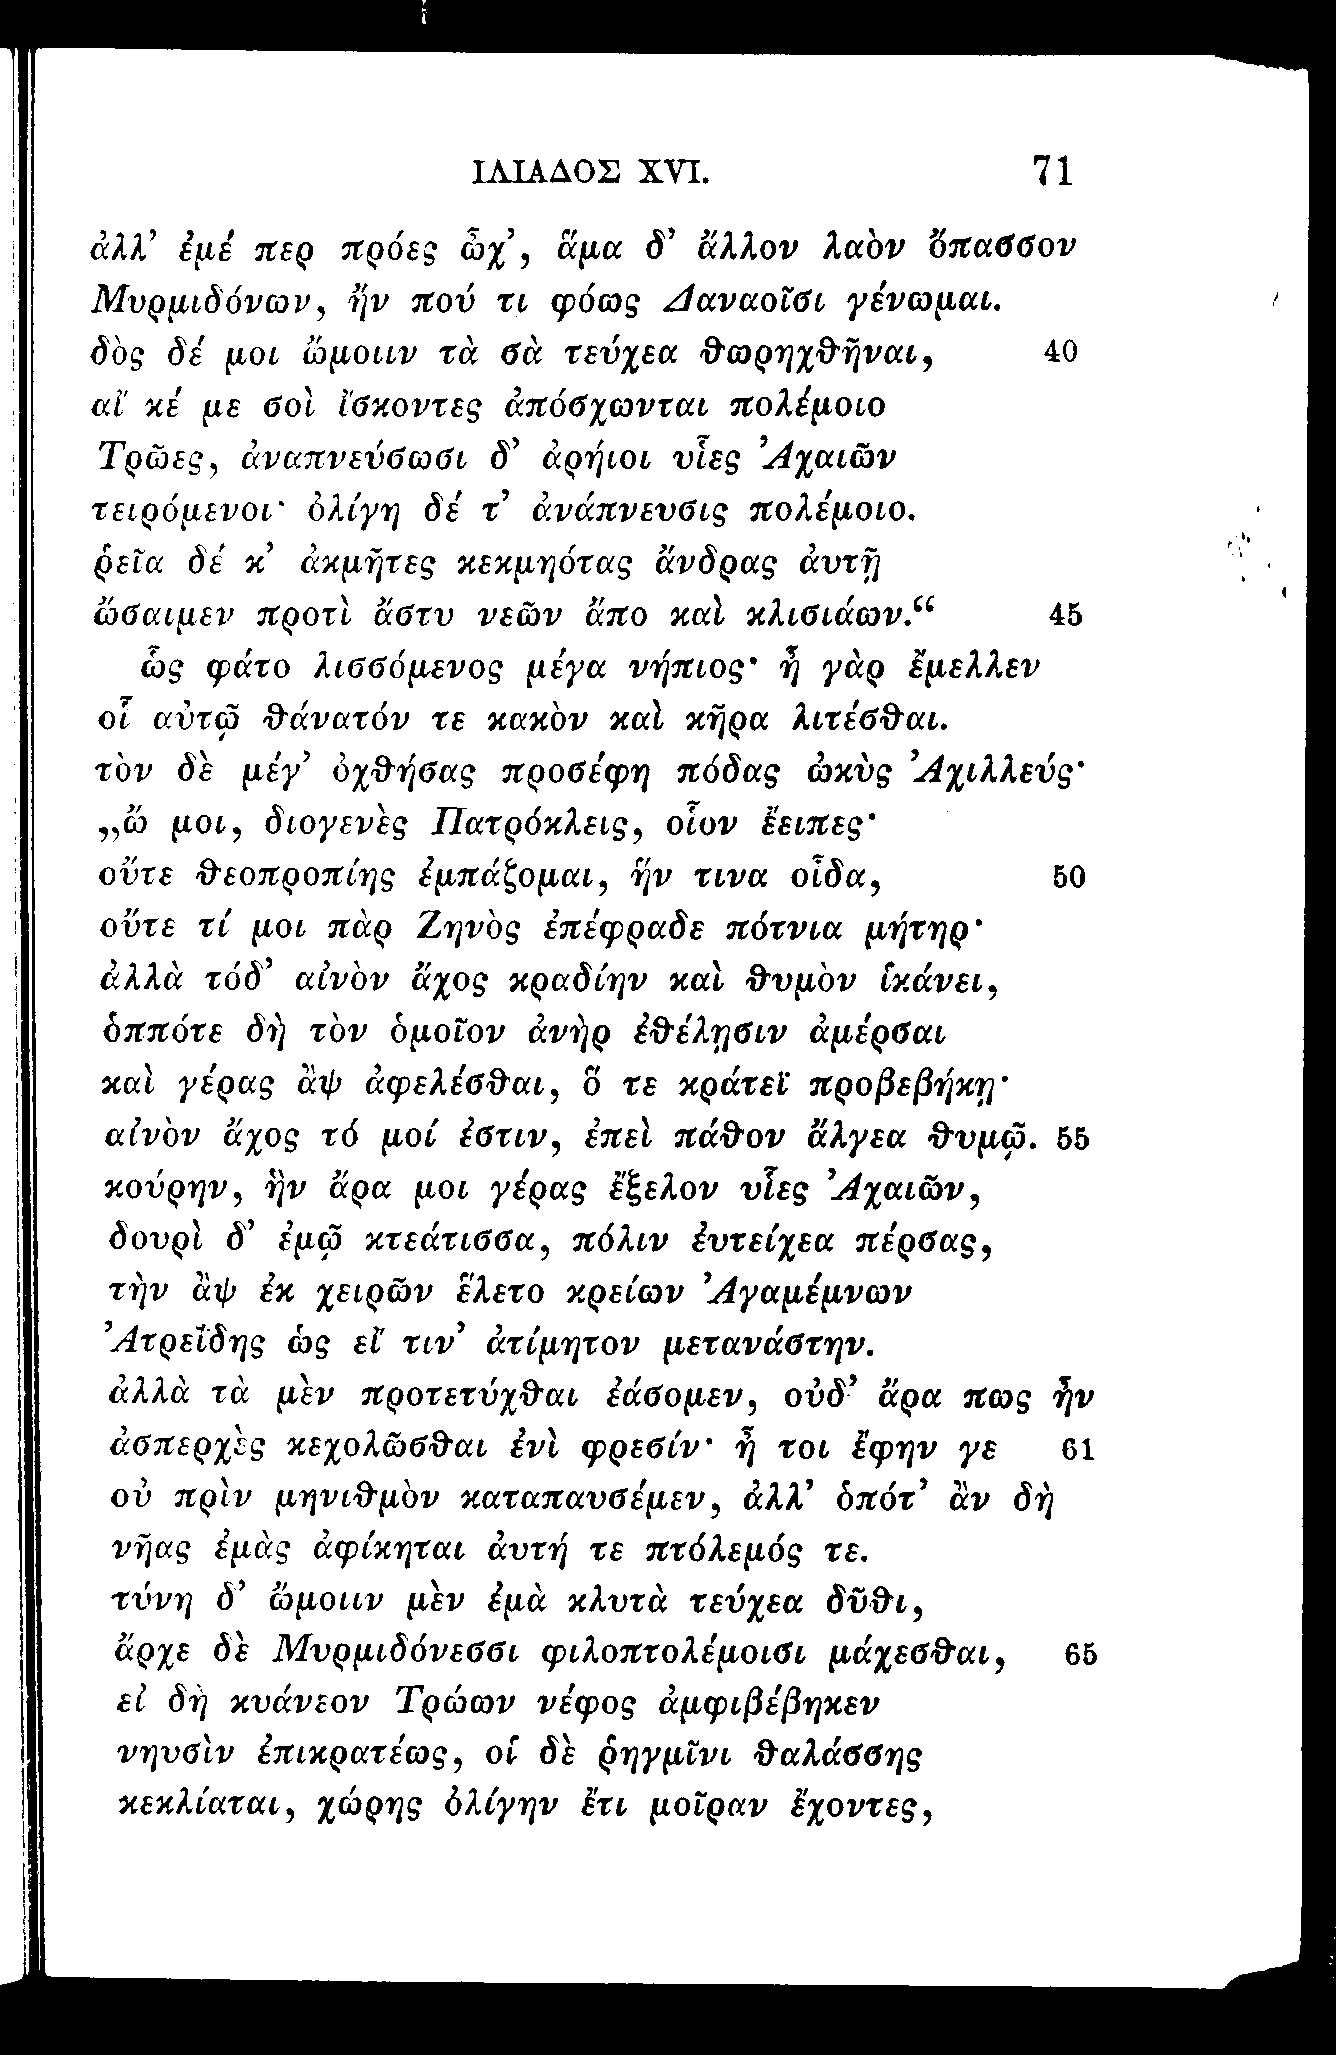 ΙΛΙΑΔΟΣ XVI. 71
ἀλλ’ ἐμέ περ πρόες ὦχ’, ἅμα δ’ ἄλλον λαὸν ὄπασσον
Μυρμιδόνων, ἤν πού τι φόως Δαναοῖσι γένωμαι.
δὸς δέ μοι ὤμοιιν τὰ σὰ τεύχεα θωρηχθῆναι, 40
αἴ κέ με σοὶ ἴσκοντες ἀπόσχωνται πολέμοιο
Τρῶες, ἀναπνεύσωσι δ’ ἀρήιοι υἷες Ἀχαιῶν
τειρόμενοι· ὀλίγη δέ τ’ ἀνάπνευσις πολέμοιο.
ῥεῖα δέ κ’ ἀκμῆτες κεκμηότας ἄνδρας ἀυτῇ
ὤσαιμεν προτὶ ἄστυ νεῶν ἄπο καὶ κλισιάων.“ 45
ὣς φάτο λισσόμενος μέγα νήπιος· ἦ γὰρ ἔμελλεν
οἷ αὐτῷ θάνατόν τε κακὸν καὶ κῆρα λιτέσθαι.
τὸν δὲ μέγ’ ὀχθήσας προσέφη πόδας ὠκὺς Ἀχιλλεύς·
„ὤ μοι, διογενὲς Πατρόκλεις, οἷον ἔειπες·
οὔτε θεοπροπίης ἐμπάζομαι, ἥν τινα οἶδα, 50
οὔτε τί μοι πὰρ Ζηνὸς ἐπέφραδε πότνια μήτηρ·
ἀλλὰ τόδ’ αἰνὸν ἄχος κραδίην καὶ θυμὸν ἱκάνει,
ὁππότε δὴ τὸν ὁμοῖον ἀνὴρ ἐθέλῃσιν ἀμέρσαι
καὶ γέρας ἂψ ἀφελέσθαι, ὅ τε κράτεϊ προβεβήκῃ·
αἰνὸν ἄχος τό μοί ἐστιν, ἐπεὶ πάθον ἄλγεα θυμῷ. 55
κούρην, ἣν ἄρα μοι γέρας ἔξελον υἷες Ἀχαιῶν,
δουρὶ δ’ ἐμῷ κτεάτισσα, πόλιν ἐυτείχεα πέρσας,
τὴν ἂψ ἐκ χειρῶν ἕλετο κρείων Ἀγαμέμνων
Ἀτρεΐδης ὡς εἴ τιν’ ἀτίμητον μετανάστην.
ἀλλὰ τὰ μὲν προτετύχθαι ἐάσομεν, οὐδ’ ἄρα πως ἦν
ἀσπερχὲς κεχολῶσθαι ἐνὶ φρεσίν· ἦ τοι ἔφην γε 61
οὐ πρὶν μηνιθμὸν καταπαυσέμεν, ἀλλ’ ὁπότ’ ἂν δὴ
νῆας ἐμὰς ἀφίκηται ἀυτή τε πτόλεμός τε.
τύνη δ’ ὤμοιιν μὲν ἐμὰ κλυτὰ τεύχεα δῦθι,
ἄρχε δὲ Μυρμιδόνεσσι φιλοπτολέμοισι μάχεσθαι, 65
εἰ δὴ κυάνεον Τρώων νέφος ἀμφιβέβηκεν
νηυσὶν ἐπικρατέως, οἱ δὲ ῥηγμῖνι θαλάσσης
κεκλίαται, χώρης ὀλίγην ἔτι μοῖραν ἔχοντες,